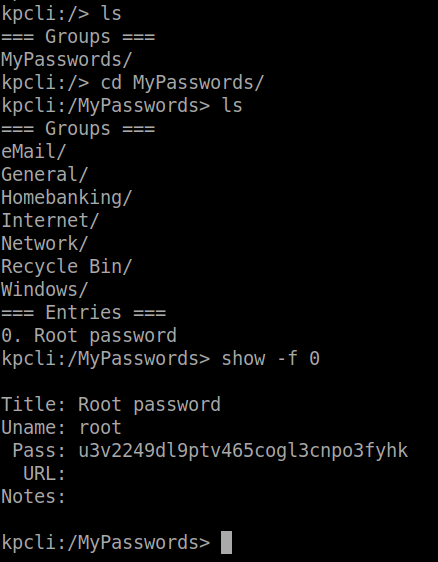 kpcli:/> ls
=== Groups ===
MyPasswords/
kpcli:/> cd MyPasswords/
kpcli:/MyPasswords> ls
=== Groups ===
eMail/
General/
Homebanking/
Internet/
Network/
Recycle Bin/
Windows/
=== Entries ===
0. Root password
kpcli:/MyPasswords> show -f 0
Title: Root password
Uname: root
Pass: u3v2249dl9ptv465cogl3cnpo3fyhk
URL:
Notes:
kpcli:/MyPasswords>